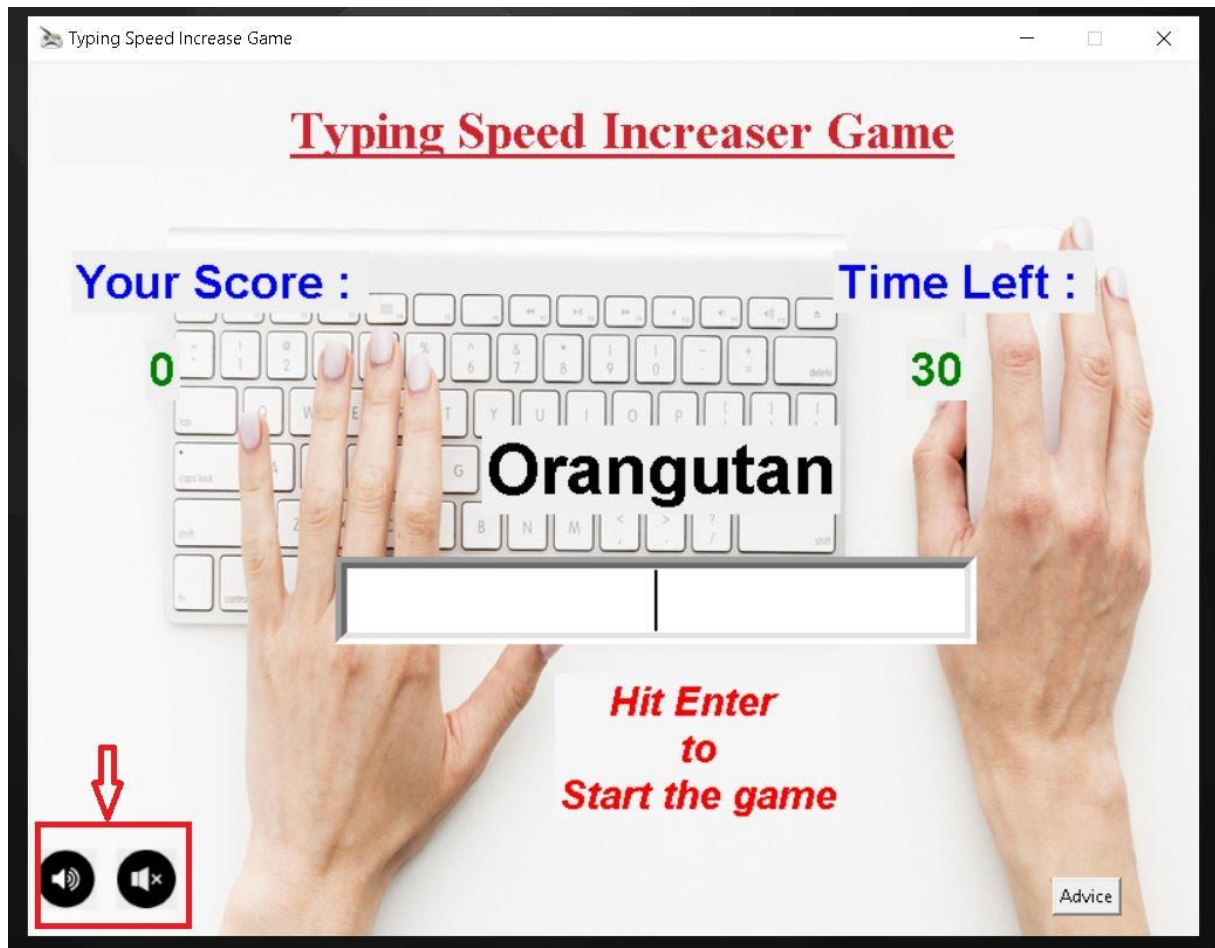 Typing Speed Increase Game
Typing Speed Increaser Game
Your Score :
Time Left :
0
30
Orangutan
Hit Enter
to
Start the game
Advice